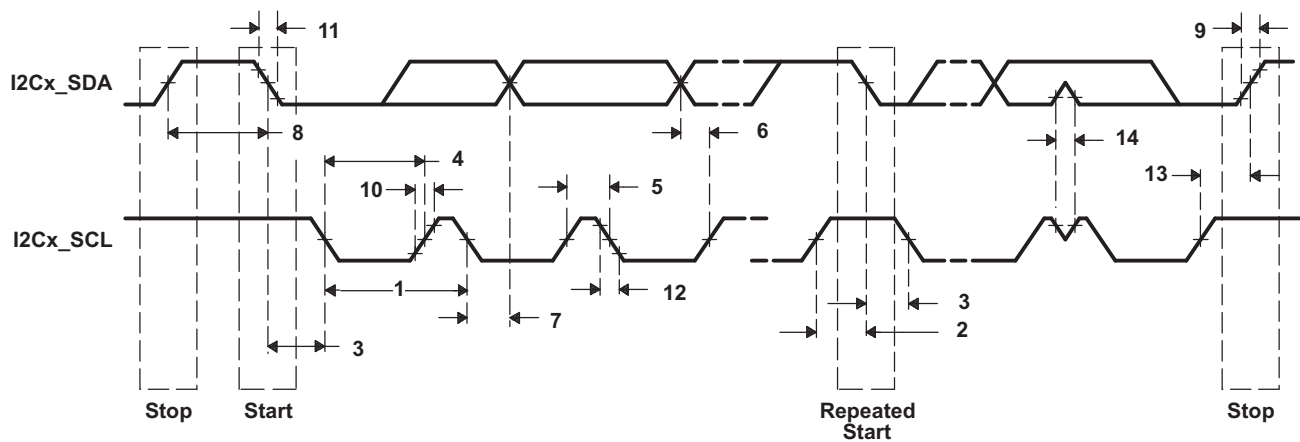 11
9
I2Cx_SDA
8
6
4
14
10
5
13
I2Cx_SCL
1
12
3
7
2
3
Stop
Start
Repeated
Start
Stop